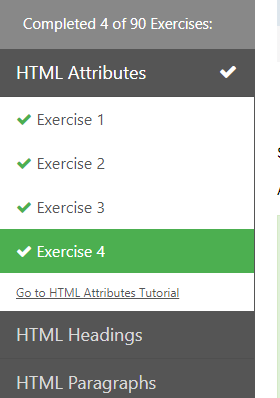 Completed 4 of 90 Exercises:
HTML Attributes
Exercise 1
Exercise 2
Exercise 3
Exercise 4
Go to HTML Attributes Tutorial
HTML Headings
HTML Paragraphs